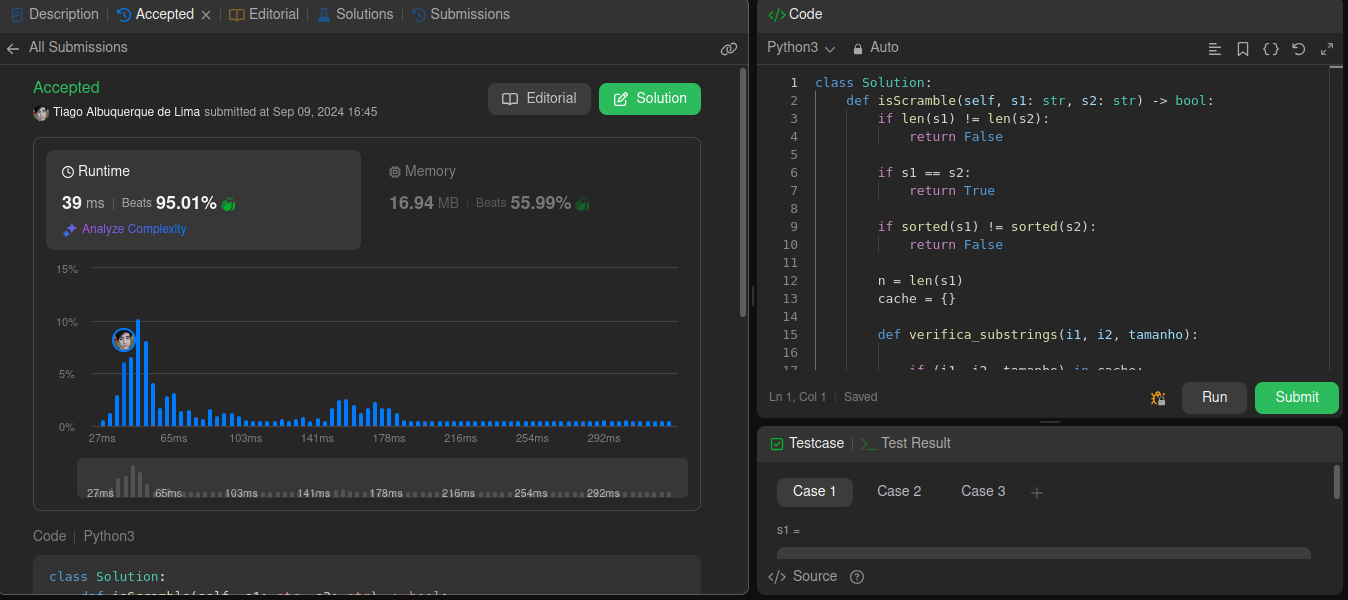 Description Accepted Editorial Solutions Submissions
All Submissions
Accepted
Tiago Albuquerque de Lima submitted at Sep 09, 2024 16:45
Editorial
Solution
Runtime
39 ms | Beats 95.01%
Analyze Complexity
Memory
16.94 MB | Beats 55.99%
15%
10%
5%
0%
27ms 65ms 103ms 141ms 178ms 216ms 254ms 292ms
27ms 65ms 103ms 141ms 178ms 216ms 254ms 292ms
Code | Python3
class Solution:
def isScramble(self, s1: str, s2: str) -> bool:
</> Code
Python3 Auto
1 class Solution:
2 def isScramble(self, s1: str, s2: str) -> bool:
3 if len(s1) != len(s2):
4 return False
5
6 if s1 == s2:
7 return True
8
9 if sorted(s1) != sorted(s2):
10 return False
11
12 n = len(s1)
13 cache = {}
14
15 def verifica_substrings(i1, i2, tamanho):
16
17 if (i1, i2, tamanho) in cache:
Ln 1, Col 1 | Saved
Run
Submit
Testcase | >_ Test Result
Case 1 Case 2 Case 3 +
s1 =
</> Source ?